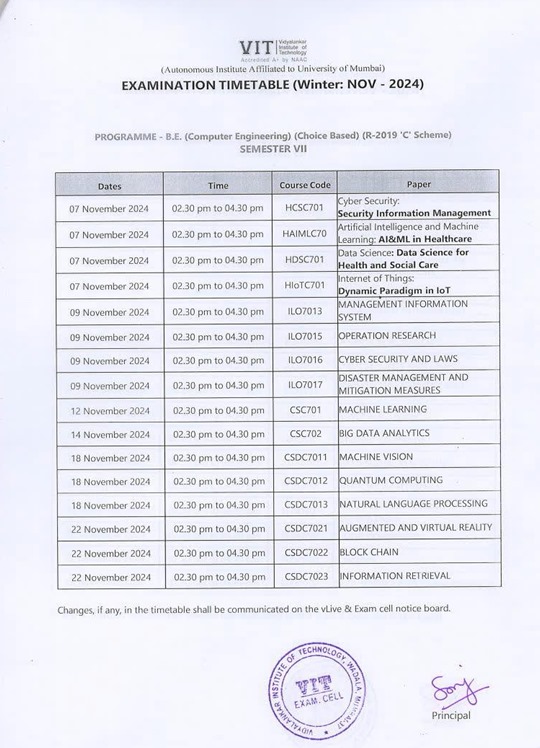 VIT Vidyalankar
Institute of
Technology
Accredited A+ by NAAC
(Autonomous Institute Affiliated to University of Mumbai)
EXAMINATION TIMETABLE (Winter: NOV - 2024)
PROGRAMME - B.E. (Computer Engineering) (Choice Based) (R-2019 'C' Scheme)
SEMESTER VII
Dates Time Course Code Paper
07 November 2024 02.30 pm to 04.30 pm HCSC701 Cyber Security:
Security Information Management
07 November 2024 02.30 pm to 04.30 pm HAIMLC70 Artificial Intelligence and Machine
Learning: AI&ML in Healthcare
07 November 2024 02.30 pm to 04.30 pm HDSC701 Data Science: Data Science for
Health and Social Care
07 November 2024 02.30 pm to 04.30 pm HIoTC701 Internet of Things:
Dynamic Paradigm in IoT
09 November 2024 02.30 pm to 04.30 pm ILO7013 MANAGEMENT INFORMATION
SYSTEM
09 November 2024 02.30 pm to 04.30 pm ILO7015 OPERATION RESEARCH
09 November 2024 02.30 pm to 04.30 pm ILO7016 CYBER SECURITY AND LAWS
09 November 2024 02.30 pm to 04.30 pm ILO7017 DISASTER MANAGEMENT AND
MITIGATION MEASURES
12 November 2024 02.30 pm to 04.30 pm CSC701 MACHINE LEARNING
14 November 2024 02.30 pm to 04.30 pm CSC702 BIG DATA ANALYTICS
18 November 2024 02.30 pm to 04.30 pm CSDC7011 MACHINE VISION
18 November 2024 02.30 pm to 04.30 pm CSDC7012 QUANTUM COMPUTING
18 November 2024 02.30 pm to 04.30 pm CSDC7013 NATURAL LANGUAGE PROCESSING
22 November 2024 02.30 pm to 04.30 pm CSDC7021 AUGMENTED AND VIRTUAL REALITY
22 November 2024 02.30 pm to 04.30 pm CSDC7022 BLOCK CHAIN
22 November 2024 02.30 pm to 04.30 pm CSDC7023 INFORMATION RETRIEVAL
Changes, if any, in the timetable shall be communicated on the vLive & Exam cell notice board.
VIDYALANKAR INSTITUTE OF TECHNOLOGY, WADALA, MUMBAI-37
VIT
EXAM. CELL
Principal